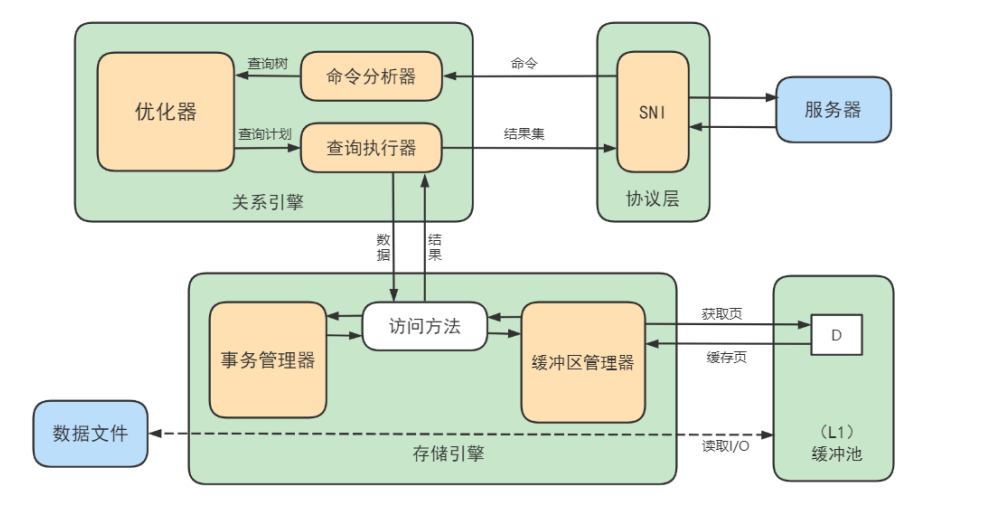 查询树
命令分析器
命令
优化器
SNI
服务器
查询计划
查询执行器
结果集
关系引擎
协议层
数据
结果
访问方法
事务管理器
缓冲区管理器
获取页
D
缓存页
数据文件
存储引擎
读取I/O
（L1）
缓冲池